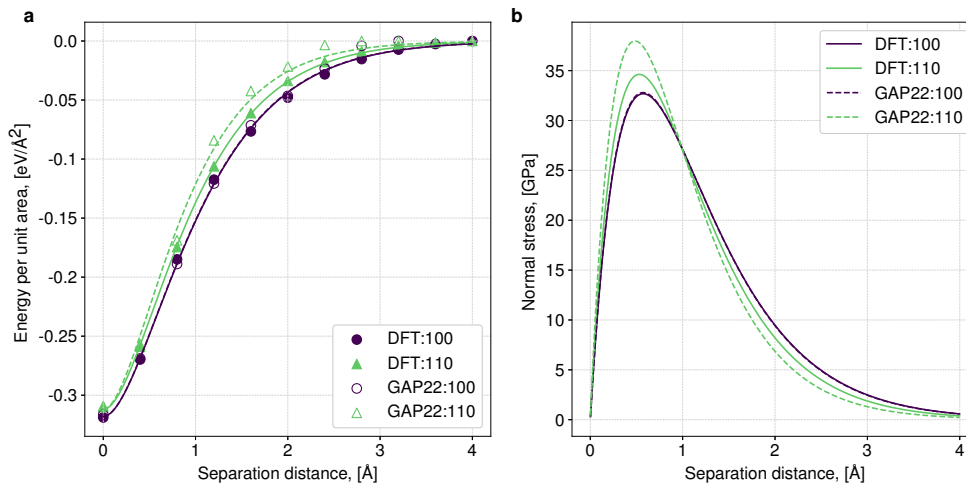 a
0.0
-0.05
-0.1
-0.15
-0.2
-0.25
-0.3
Energy per unit area, [eV/Å²]
0
1
2
3
4
Separation distance, [Å]
DFT:100
DFT:110
GAP22:100
GAP22:110
b
35
30
25
20
15
10
5
0
Normal stress, [GPa]
0
1
2
3
4
Separation distance, [Å]
DFT:100
DFT:110
GAP22:100
GAP22:110